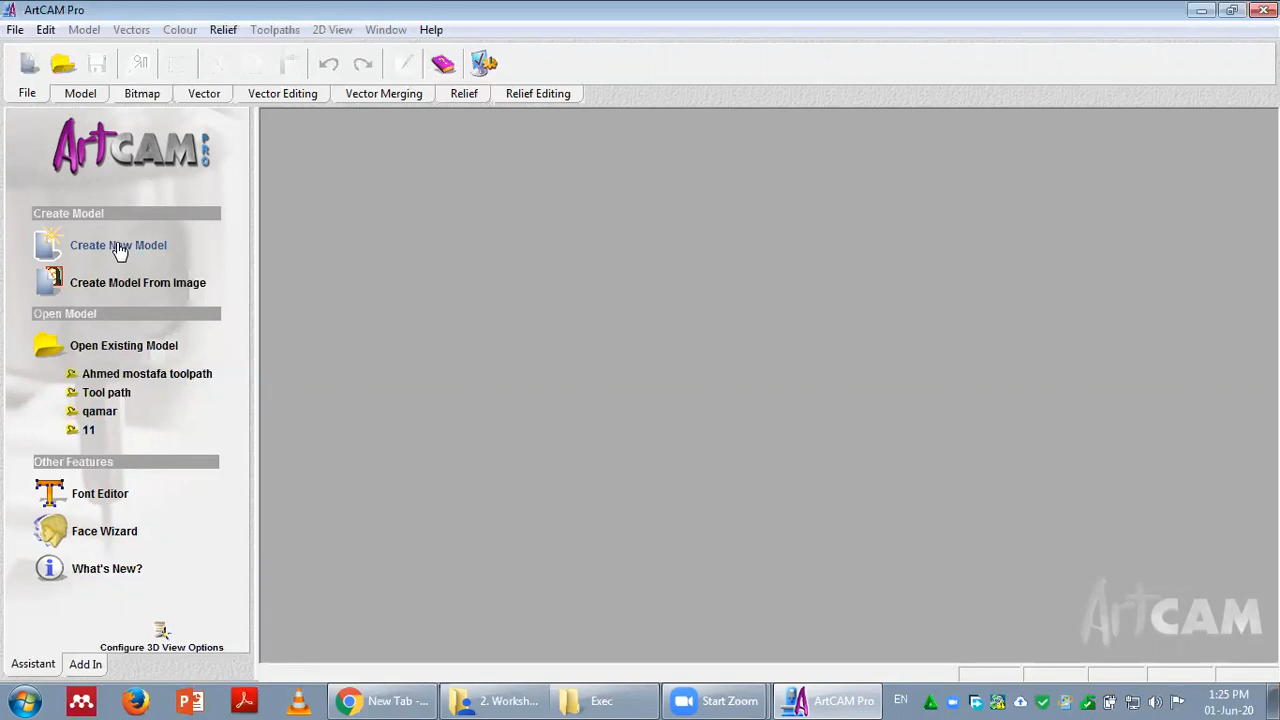 ArtCAM Pro
File Edit Model Vectors Colour Relief Toolpaths 2D View Window Help
File Model Bitmap Vector Vector Editing Vector Merging Relief Relief Editing
ArtCAM PRO
Create Model
Create New Model
Create Model From Image
Open Model
Open Existing Model
Ahmed mostafa toolpath
Tool path
qamar
11
Other Features
Font Editor
Face Wizard
What's New?
ArtCAM
Configure 3D View Options
Assistant Add In
New Tab -... 2. Worksh... Exec Start Zoom ArtCAM Pro EN 1:25 PM
01-Jun-20